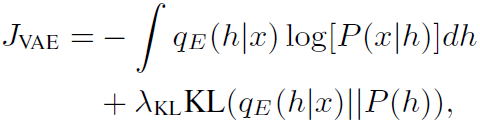 J_VAE = − ∫ q_E(h|x) log[P(x|h)]dh
+ λ_KL KL(q_E(h|x)||P(h)),